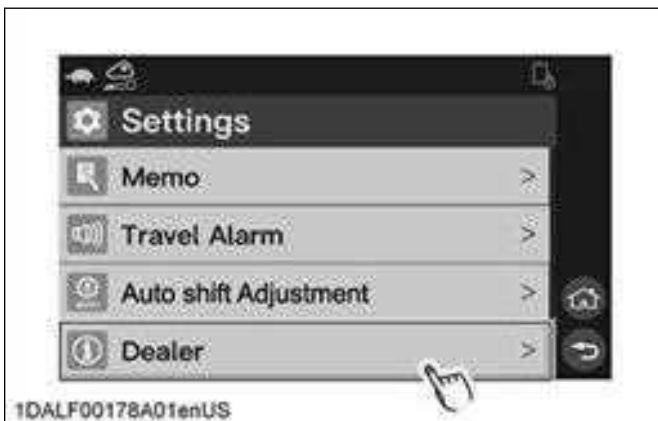 Settings
Memo >
Travel Alarm >
Auto shift Adjustment >
Dealer >
1DALF00178A01enUS